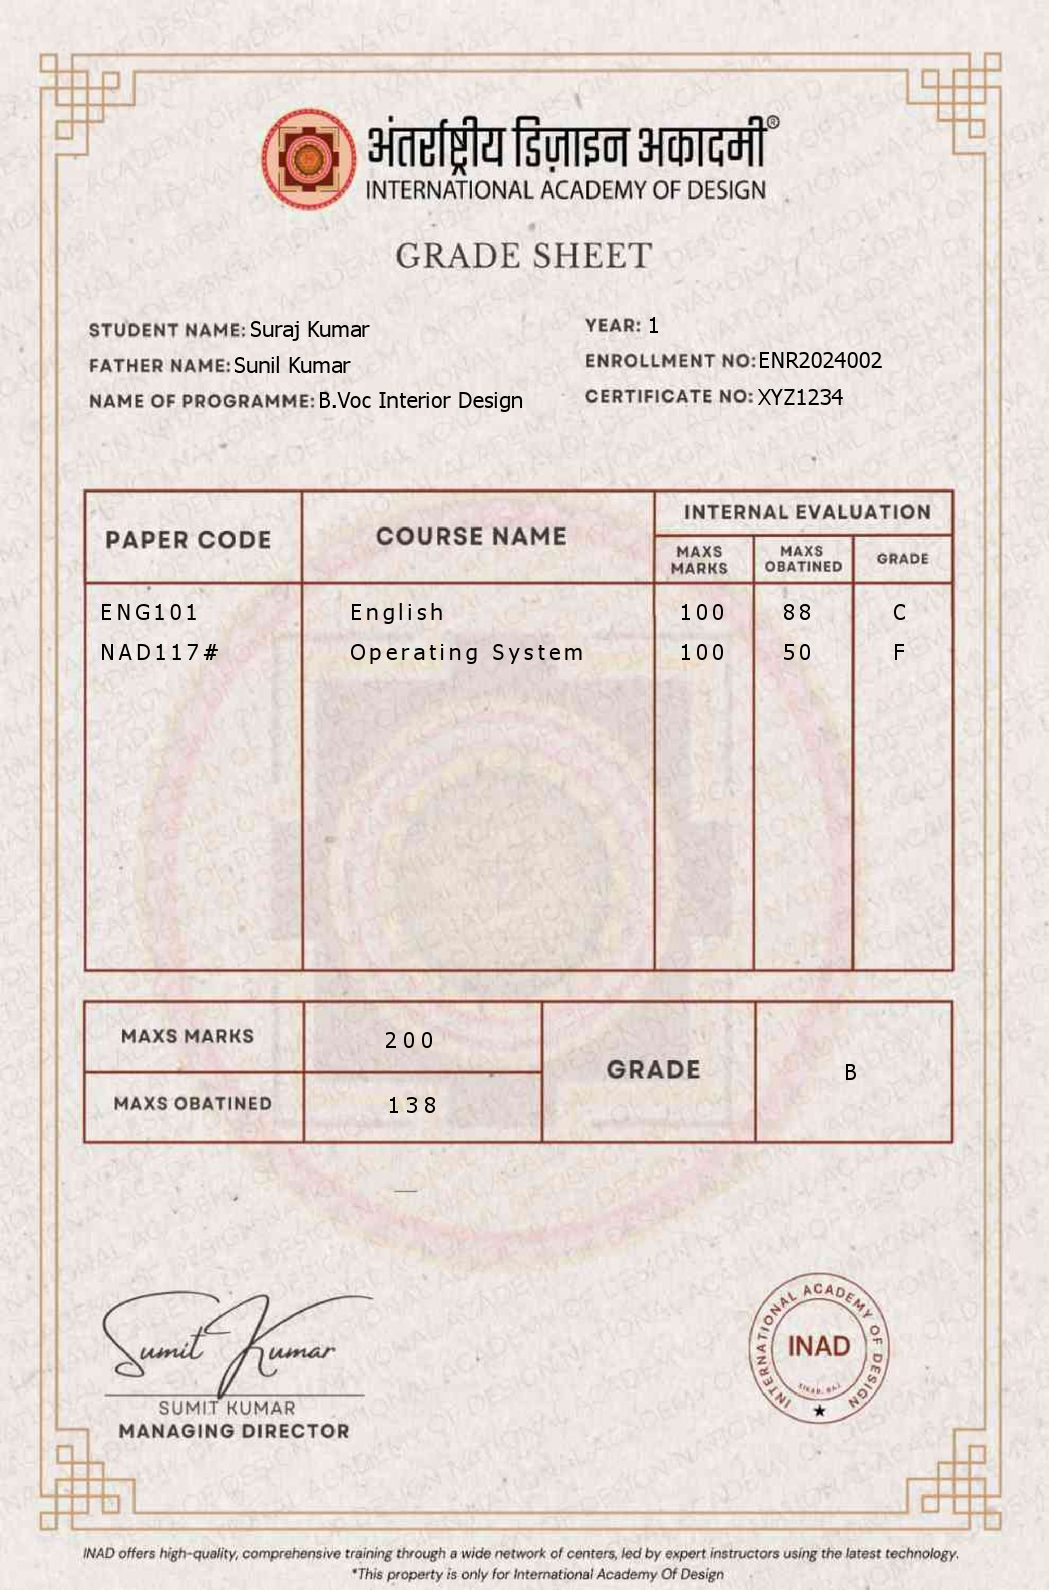 अंतर्राष्ट्रीय डिज़ाइन अकादमी®
INTERNATIONAL ACADEMY OF DESIGN
GRADE SHEET
STUDENT NAME: Suraj Kumar
YEAR: 1
FATHER NAME: Sunil Kumar
ENROLLMENT NO: ENR2024002
NAME OF PROGRAMME: B.Voc Interior Design
CERTIFICATE NO: XYZ1234
PAPER CODE COURSE NAME INTERNAL EVALUATION
MAXS MARKS MAXS OBATINED GRADE
ENG101 English 100 88 C
NAD117# Operating System 100 50 F
MAXS MARKS 200
GRADE B
MAXS OBATINED 138
Sumit Kumar
SUMIT KUMAR
MANAGING DIRECTOR
INTERNATIONAL ACADEMY OF DESIGN
INAD
INAD offers high-quality, comprehensive training through a wide network of centers, led by expert instructors using the latest technology.
*This property is only for International Academy Of Design